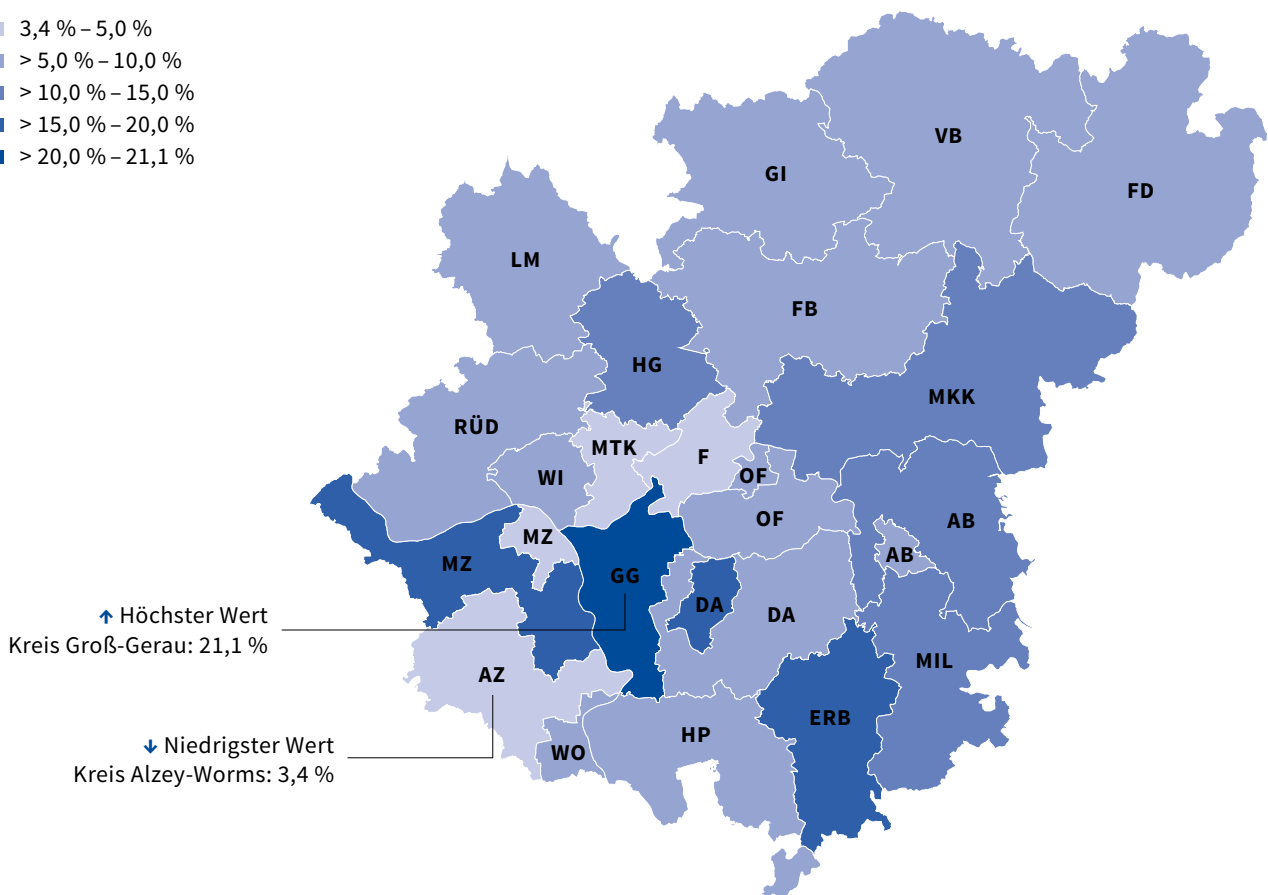 3,4 % – 5,0 %
> 5,0 % – 10,0 %
> 10,0 % – 15,0 %
> 15,0 % – 20,0 %
> 20,0 % – 21,1 %
VB
GI
FD
LM
FB
HG
MKK
RÜD
MTK
F
WI
OF
OF
AB
MZ
AB
MZ
GG
DA
DA
↑ Höchster Wert
Kreis Groß-Gerau: 21,1 %
MIL
AZ
ERB
HP
WO
↓ Niedrigster Wert
Kreis Alzey-Worms: 3,4 %